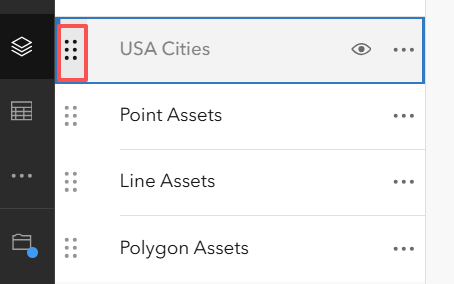 USA Cities
Point Assets
Line Assets
Polygon Assets